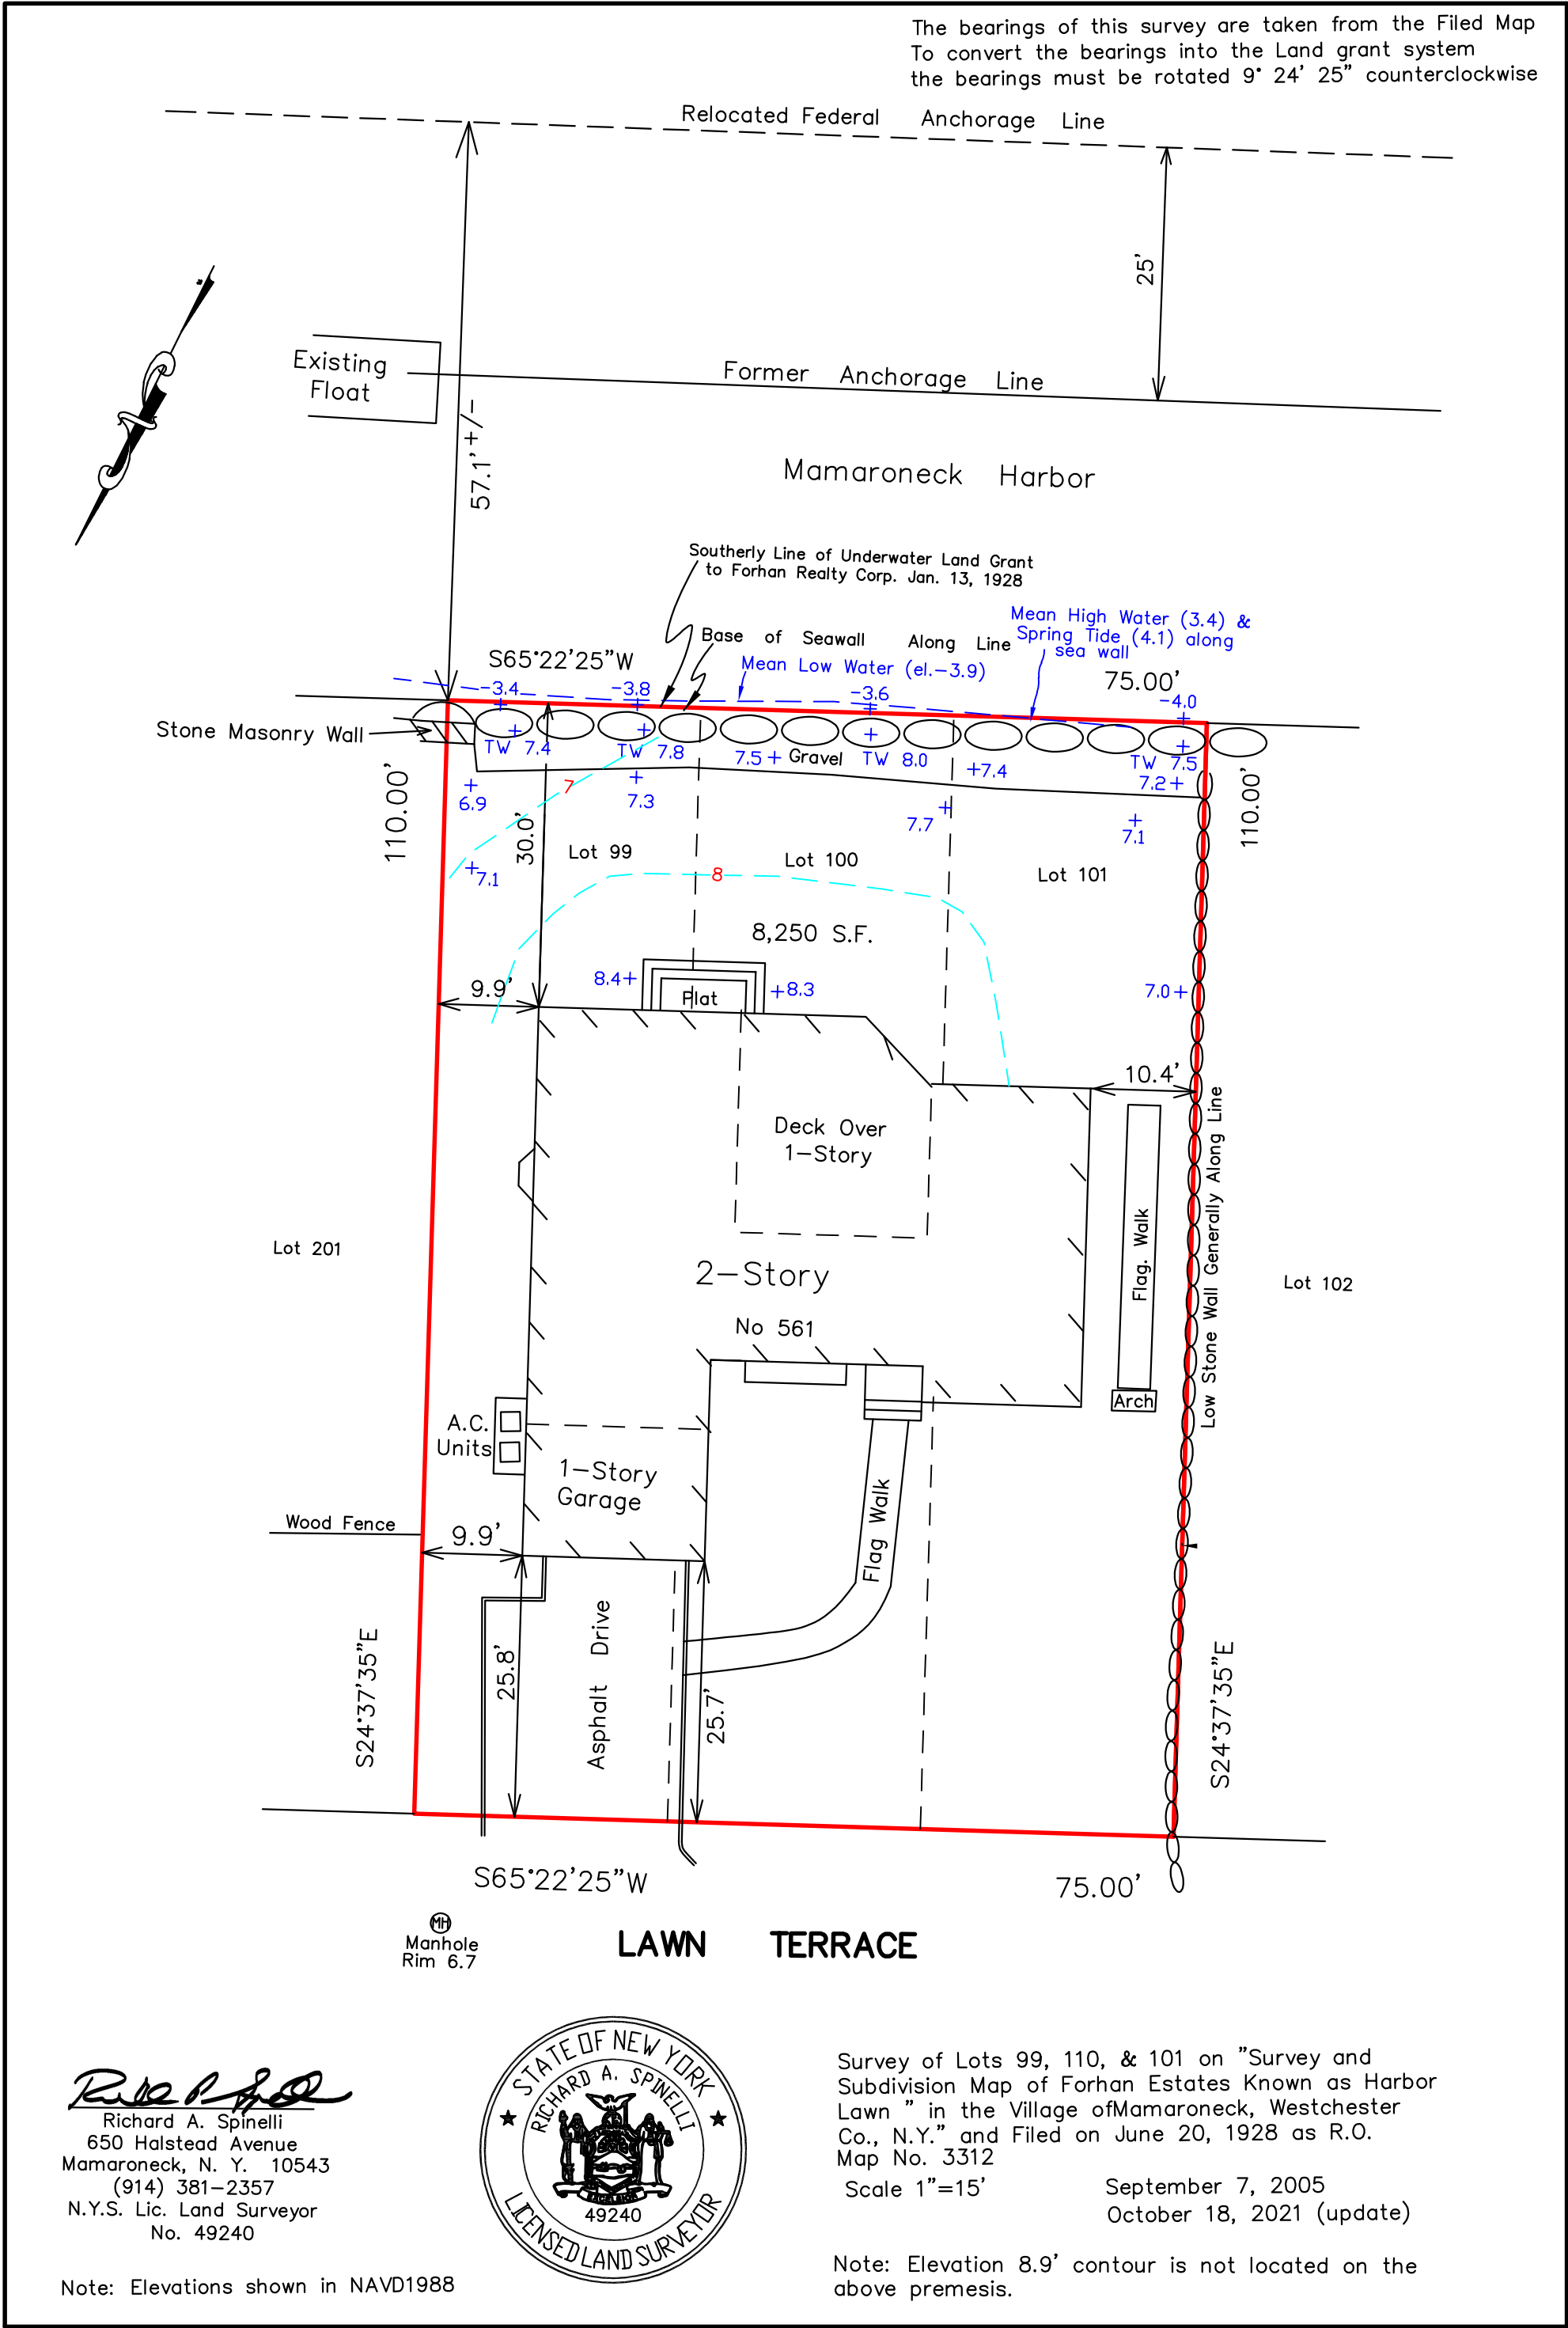 The bearings of this survey are taken from the Filed Map
To convert the bearings into the Land grant system
the bearings must be rotated 9° 24' 25" counterclockwise
Relocated Federal Anchorage Line
25'
Existing
Float
Former Anchorage Line
57.1'+/-
Mamaroneck Harbor
Southerly Line of Underwater Land Grant
to Forhan Realty Corp. Jan. 13, 1928
Mean High Water (3.4) &
Spring Tide (4.1) along
sea wall
Base of Seawall Along Line
S65°22'25"W
Mean Low Water (el.-3.9)
75.00'
-3.4
-3.8
-3.6
-4.0
Stone Masonry Wall
TW 7.4
TW 7.8
7.5
Gravel
TW 8.0
7.4
TW 7.5
7.2
110.00'
6.9
7
7.3
7.7
7.1
110.00'
30.0'
Lot 99
Lot 100
Lot 101
7.1
8
8,250 S.F.
8.4
Plat
8.3
7.0
9.9'
10.4'
Deck Over
1-Story
Flag. Walk
Low Stone Wall Generally Along Line
Lot 201
2-Story
Lot 102
No 561
Arch
A.C.
Units
1-Story
Garage
Flag Walk
Wood Fence
9.9'
S24°37'35"E
25.8'
Asphalt Drive
25.7'
S24°37'35"E
S65°22'25"W
75.00'
MH
Manhole
Rim 6.7
LAWN TERRACE
Richard A. Spinelli
650 Halstead Avenue
Mamaroneck, N. Y. 10543
(914) 381-2357
N.Y.S. Lic. Land Surveyor
No. 49240
Note: Elevations shown in NAVD1988
STATE OF NEW YORK
RICHARD A. SPINELLI
EXCELSIOR
49240
LICENSED LAND SURVEYOR
Survey of Lots 99, 110, & 101 on "Survey and
Subdivision Map of Forhan Estates Known as Harbor
Lawn " in the Village ofMamaroneck, Westchester
Co., N.Y." and Filed on June 20, 1928 as R.O.
Map No. 3312
Scale 1"=15'
September 7, 2005
October 18, 2021 (update)
Note: Elevation 8.9' contour is not located on the
above premesis.